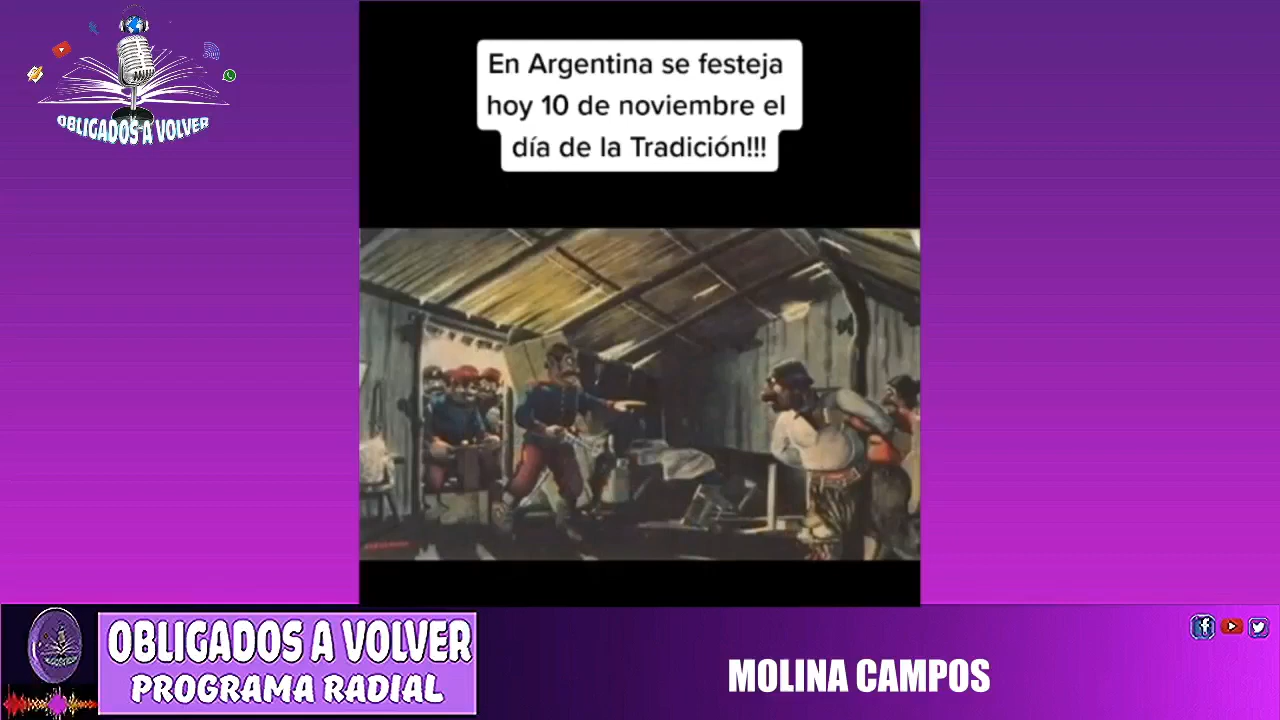 OBLIGADOS A VOLVER
En Argentina se festeja
hoy 10 de noviembre el
día de la Tradición!!!
OBLIGADOS A VOLVER
PROGRAMA RADIAL
MOLINA CAMPOS